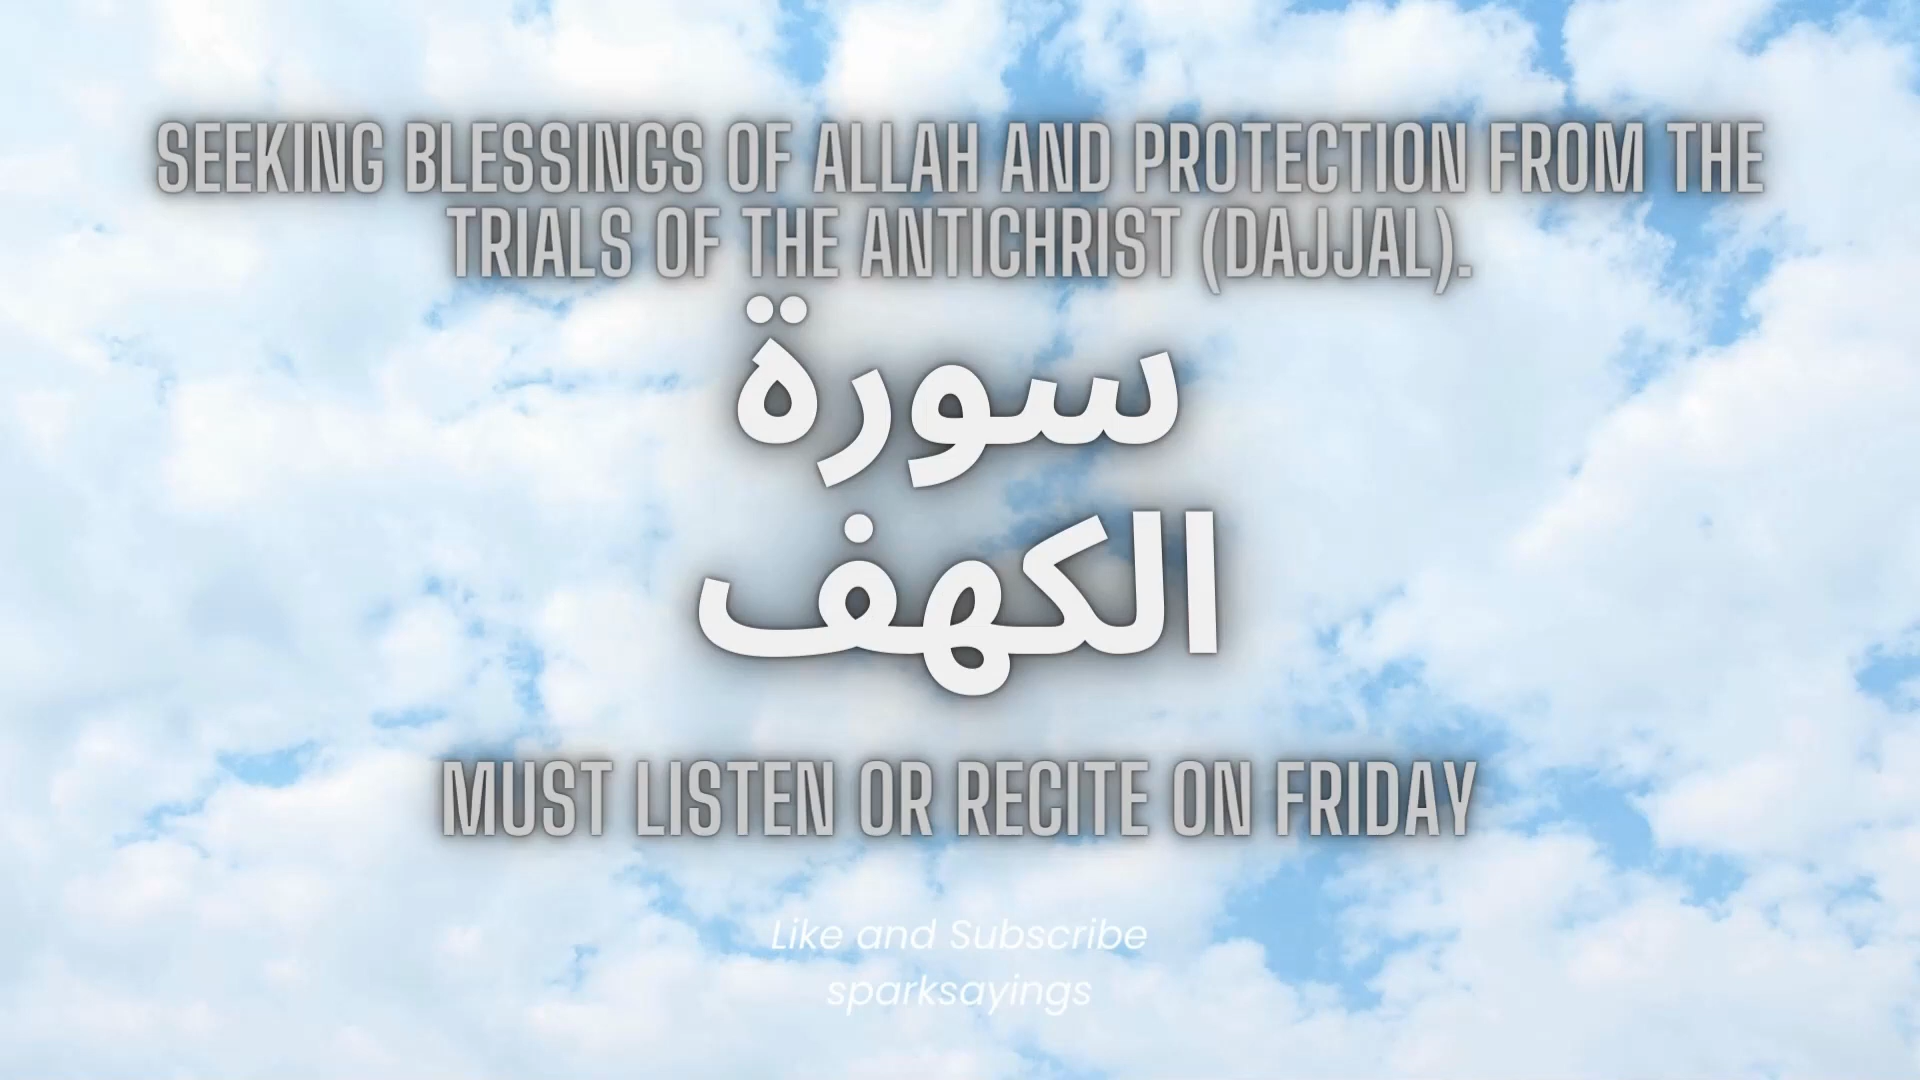 SEEKING BLESSINGS OF ALLAH AND PROTECTION FROM THE
TRIALS OF THE ANTICHRIST (DAJJAL).
سورة
الكهف
MUST LISTEN OR RECITE ON FRIDAY
Like and Subscribe
sparksayings